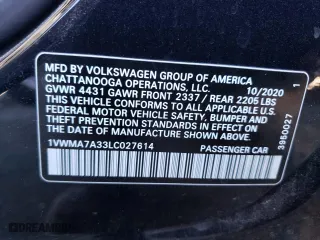 MFD BY VOLKSWAGEN GROUP OF AMERICA
CHATTANOOGA OPERATIONS, LLC. 10/2020
GVWR 4431 GAWR FRONT 2337 / REAR 2205 LBS
THIS VEHICLE CONFORMS TO ALL APPLICABLE U.S.
FEDERAL MOTOR VEHICLE SAFETY, BUMPER AND
THEFT PREVENTION STANDARDS IN EFFECT ON THE
DATE OF MANUFACTURE SHOWN ABOVE.
1VWMA7A33LC027614 PASSENGER CAR
3950027 1